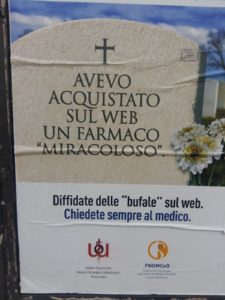 AVEVO
ACQUISTATO
SUL WEB
UN FARMACO
“MIRACOLOSO”.
Diffidate delle “bufale” sul web.
Chiedete sempre al medico.
FNOMCeO